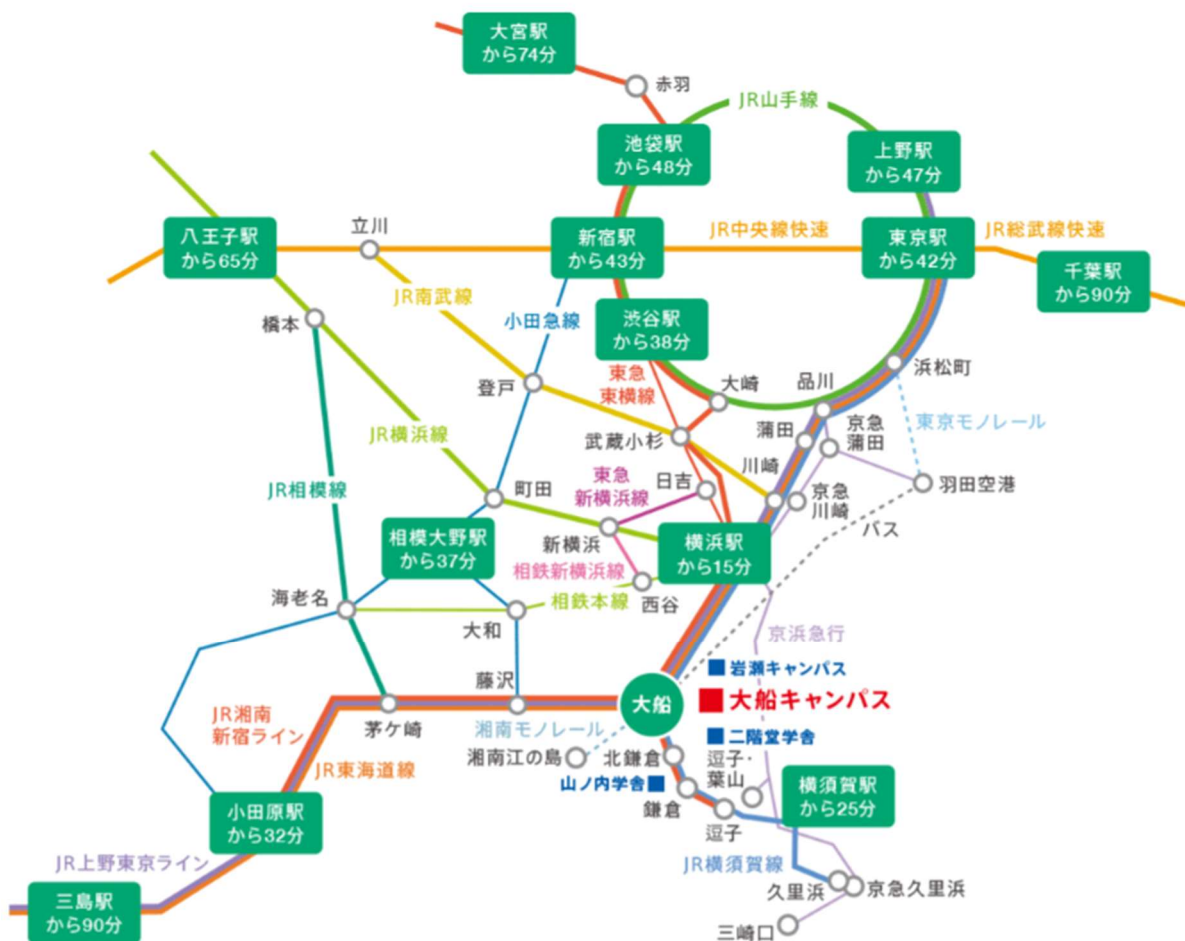 大宮駅
から74分
赤羽
JR山手線
池袋駅
から48分
上野駅
から47分
立川
八王子駅
から65分
新宿駅
から43分
JR中央線快速
東京駅
から42分
JR総武線快速
千葉駅
から90分
JR南武線
小田急線
橋本
渋谷駅
から38分
浜松町
東急
東横線
大崎
品川
登戸
JR横浜線
武蔵小杉
蒲田
京急
蒲田
東京モノレール
JR相模線
町田
東急
新横浜線
日吉
川崎
京急
川崎
羽田空港
バス
相模大野駅
から37分
新横浜
横浜駅
から15分
相鉄新横浜線
海老名
相鉄本線
西谷
大和
京浜急行
藤沢
大船
岩瀬キャンパス
大船キャンパス
JR湘南
新宿ライン
茅ケ崎
湘南モノレール
二階堂学舎
湘南江の島
北鎌倉
逗子・
葉山
JR東海道線
山ノ内学舎
鎌倉
横須賀駅
から25分
小田原駅
から32分
逗子
JR上野東京ライン
JR横須賀線
久里浜
京急久里浜
三島駅
から90分
三崎口